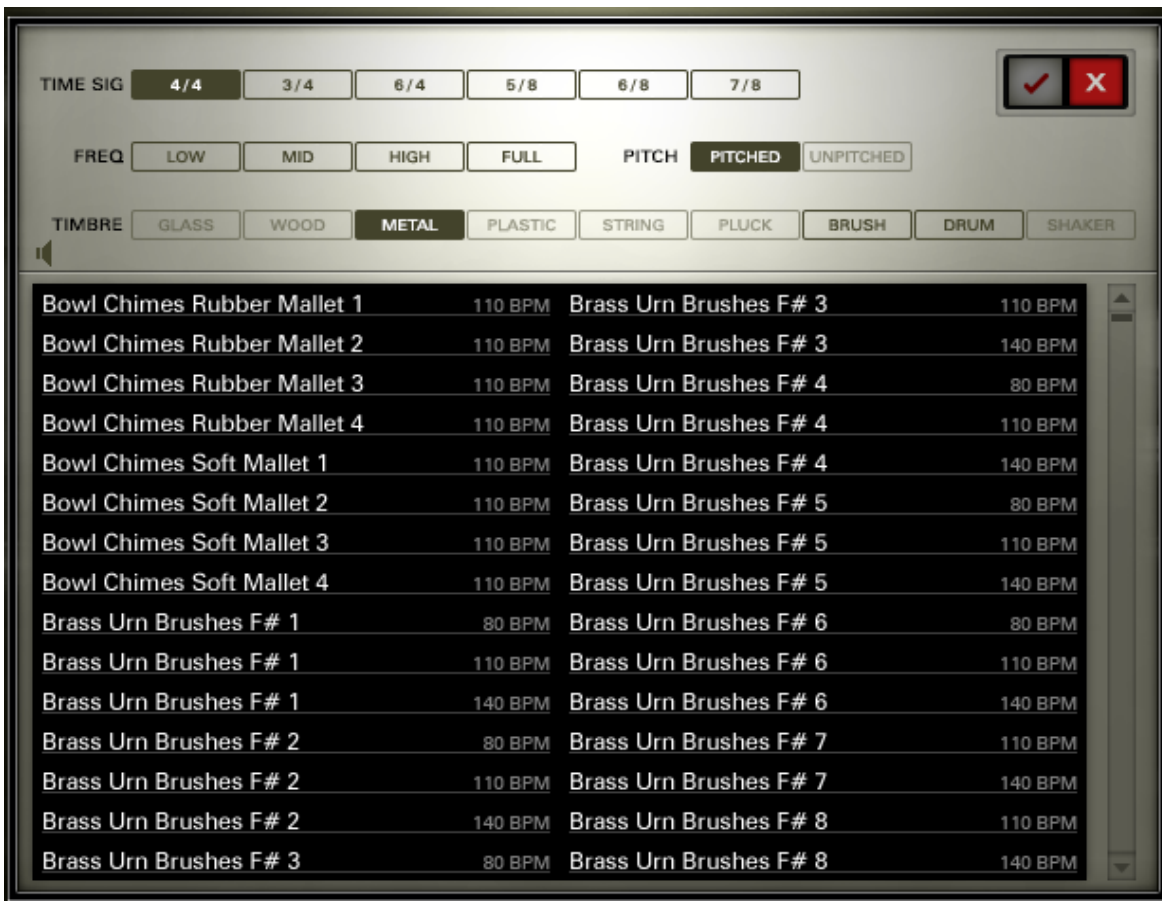 TIME SIG 4/4 3/4 6/4 5/8 6/8 7/8 X
FREQ LOW MID HIGH FULL PITCH PITCHED UNPITCHED
TIMBRE GLASS WOOD METAL PLASTIC STRING PLUCK BRUSH DRUM SHAKER
Bowl Chimes Rubber Mallet 1 110 BPM Brass Urn Brushes F# 3 110 BPM
Bowl Chimes Rubber Mallet 2 110 BPM Brass Urn Brushes F# 3 140 BPM
Bowl Chimes Rubber Mallet 3 110 BPM Brass Urn Brushes F# 4 80 BPM
Bowl Chimes Rubber Mallet 4 110 BPM Brass Urn Brushes F# 4 110 BPM
Bowl Chimes Soft Mallet 1 110 BPM Brass Urn Brushes F# 4 140 BPM
Bowl Chimes Soft Mallet 2 110 BPM Brass Urn Brushes F# 5 80 BPM
Bowl Chimes Soft Mallet 3 110 BPM Brass Urn Brushes F# 5 110 BPM
Bowl Chimes Soft Mallet 4 110 BPM Brass Urn Brushes F# 5 140 BPM
Brass Urn Brushes F# 1 80 BPM Brass Urn Brushes F# 6 80 BPM
Brass Urn Brushes F# 1 110 BPM Brass Urn Brushes F# 6 110 BPM
Brass Urn Brushes F# 1 140 BPM Brass Urn Brushes F# 6 140 BPM
Brass Urn Brushes F# 2 80 BPM Brass Urn Brushes F# 7 110 BPM
Brass Urn Brushes F# 2 110 BPM Brass Urn Brushes F# 7 140 BPM
Brass Urn Brushes F# 2 140 BPM Brass Urn Brushes F# 8 110 BPM
Brass Urn Brushes F# 3 80 BPM Brass Urn Brushes F# 8 140 BPM